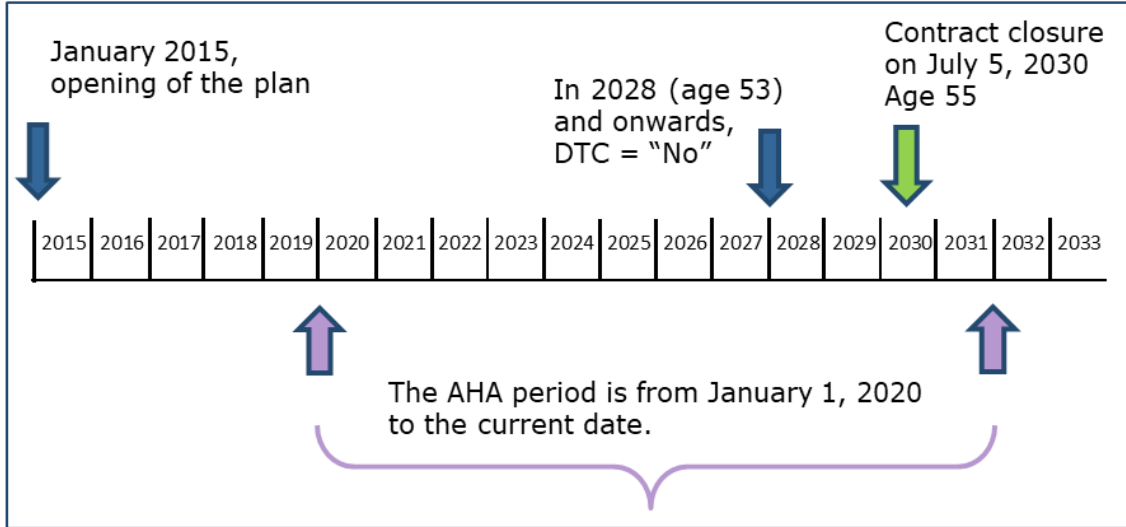 January 2015,
opening of the plan
In 2028 (age 53)
and onwards,
DTC = “No”
Contract closure
on July 5, 2030
Age 55
2015 2016 2017 2018 2019 2020 2021 2022 2023 2024 2025 2026 2027 2028 2029 2030 2031 2032 2033
The AHA period is from January 1, 2020
to the current date.